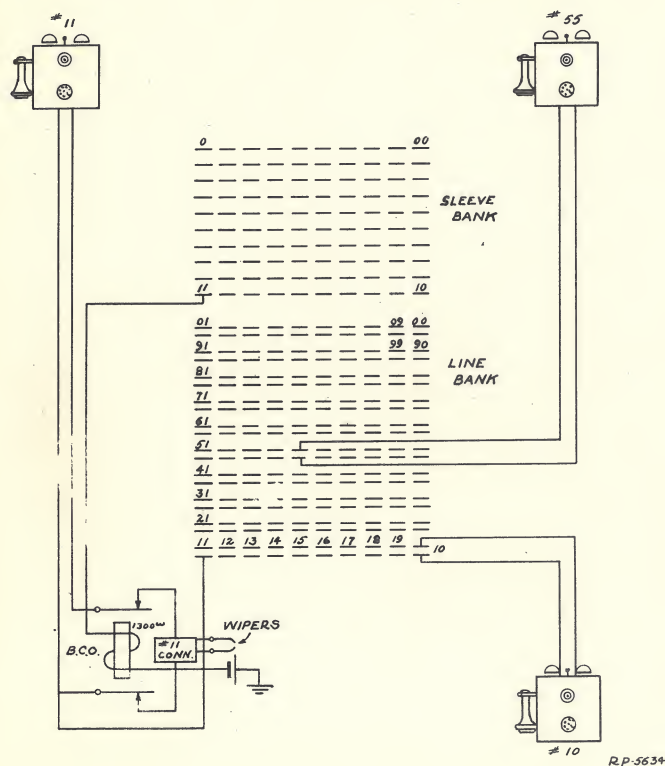 # 11
# 55
0 00
SLEEVE
BANK
11 10
01 09 00
91 99 90
LINE
BANK
81
71
61
51
41
31
21
11 12 13 14 15 16 17 18 19 10
1300ω
B.C.O.
#11
CONN.
WIPERS
# 10
RP-5634